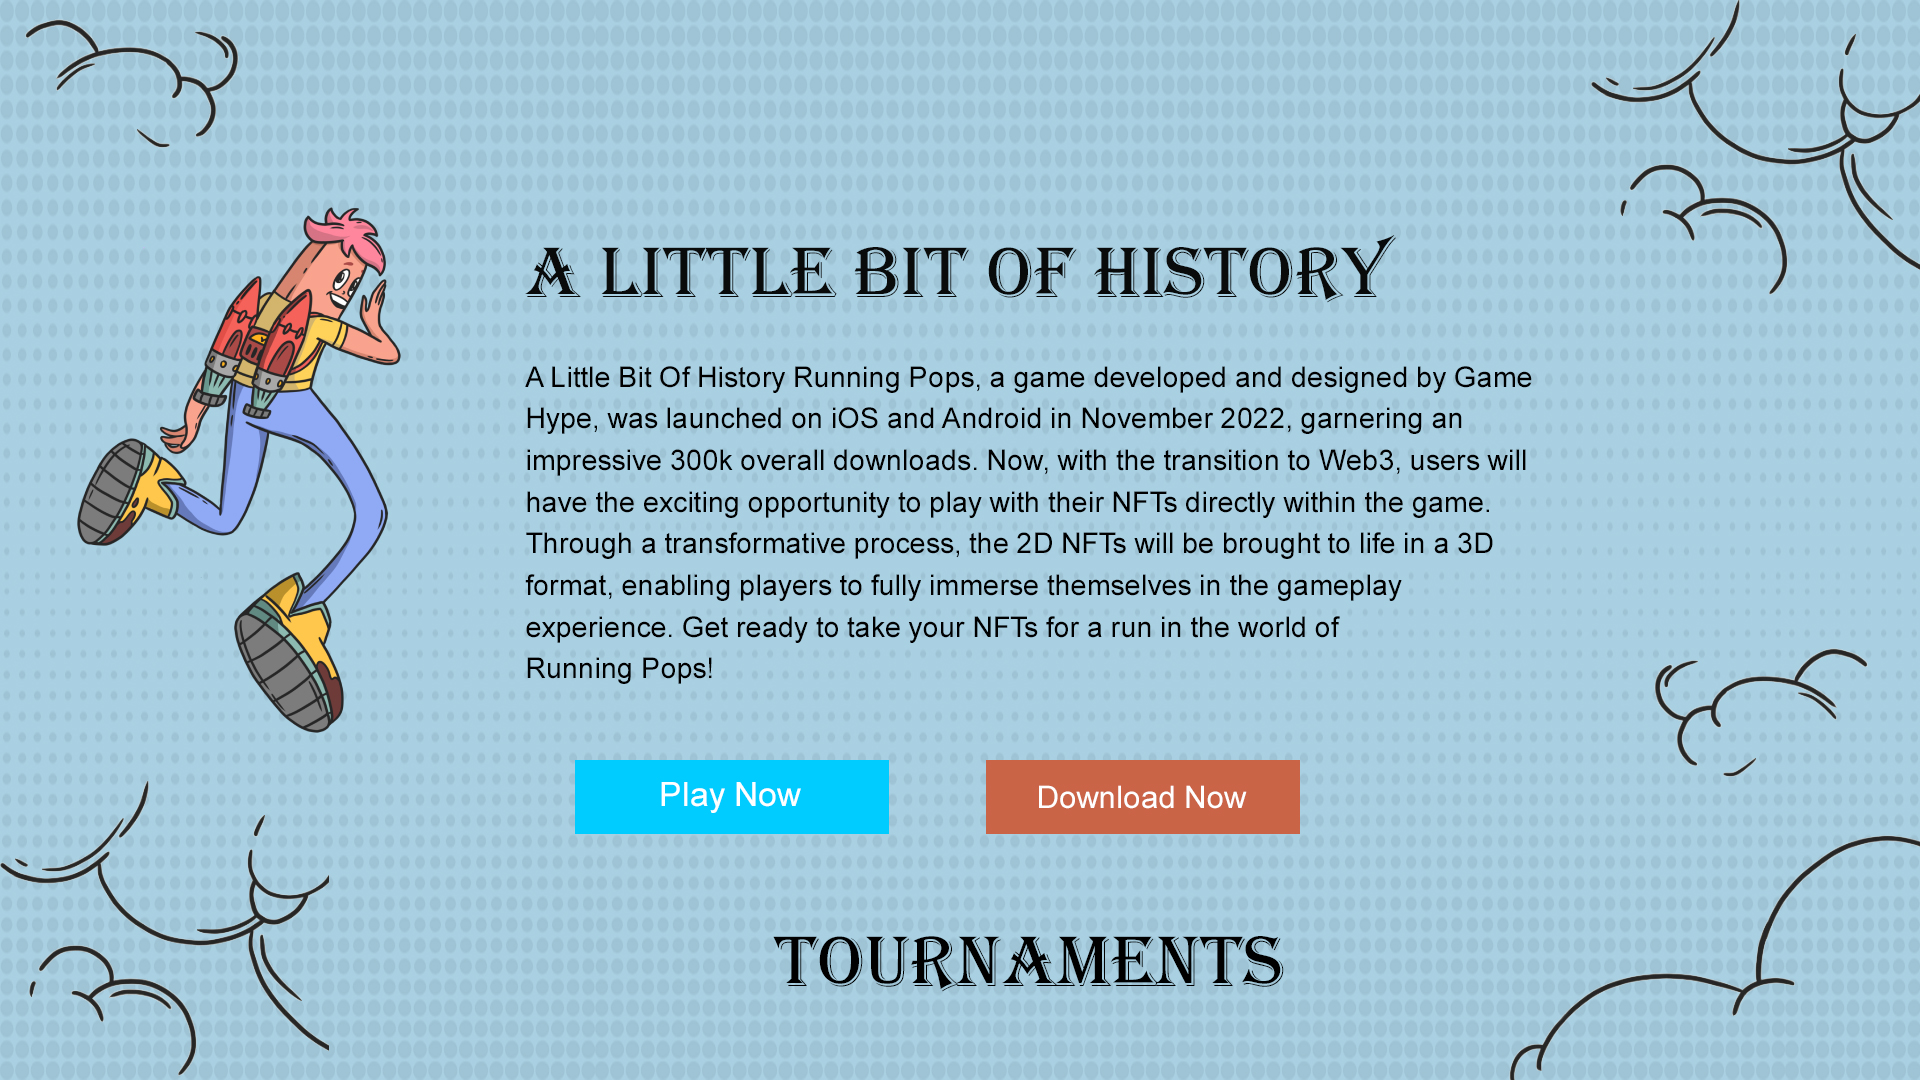 A LITTLE BIT OF HISTORY
A Little Bit Of History Running Pops, a game developed and designed by Game
Hype, was launched on iOS and Android in November 2022, garnering an
impressive 300k overall downloads. Now, with the transition to Web3, users will
have the exciting opportunity to play with their NFTs directly within the game.
Through a transformative process, the 2D NFTs will be brought to life in a 3D
format, enabling players to fully immerse themselves in the gameplay
experience. Get ready to take your NFTs for a run in the world of
Running Pops!
Play Now
Download Now
TOURNAMENTS